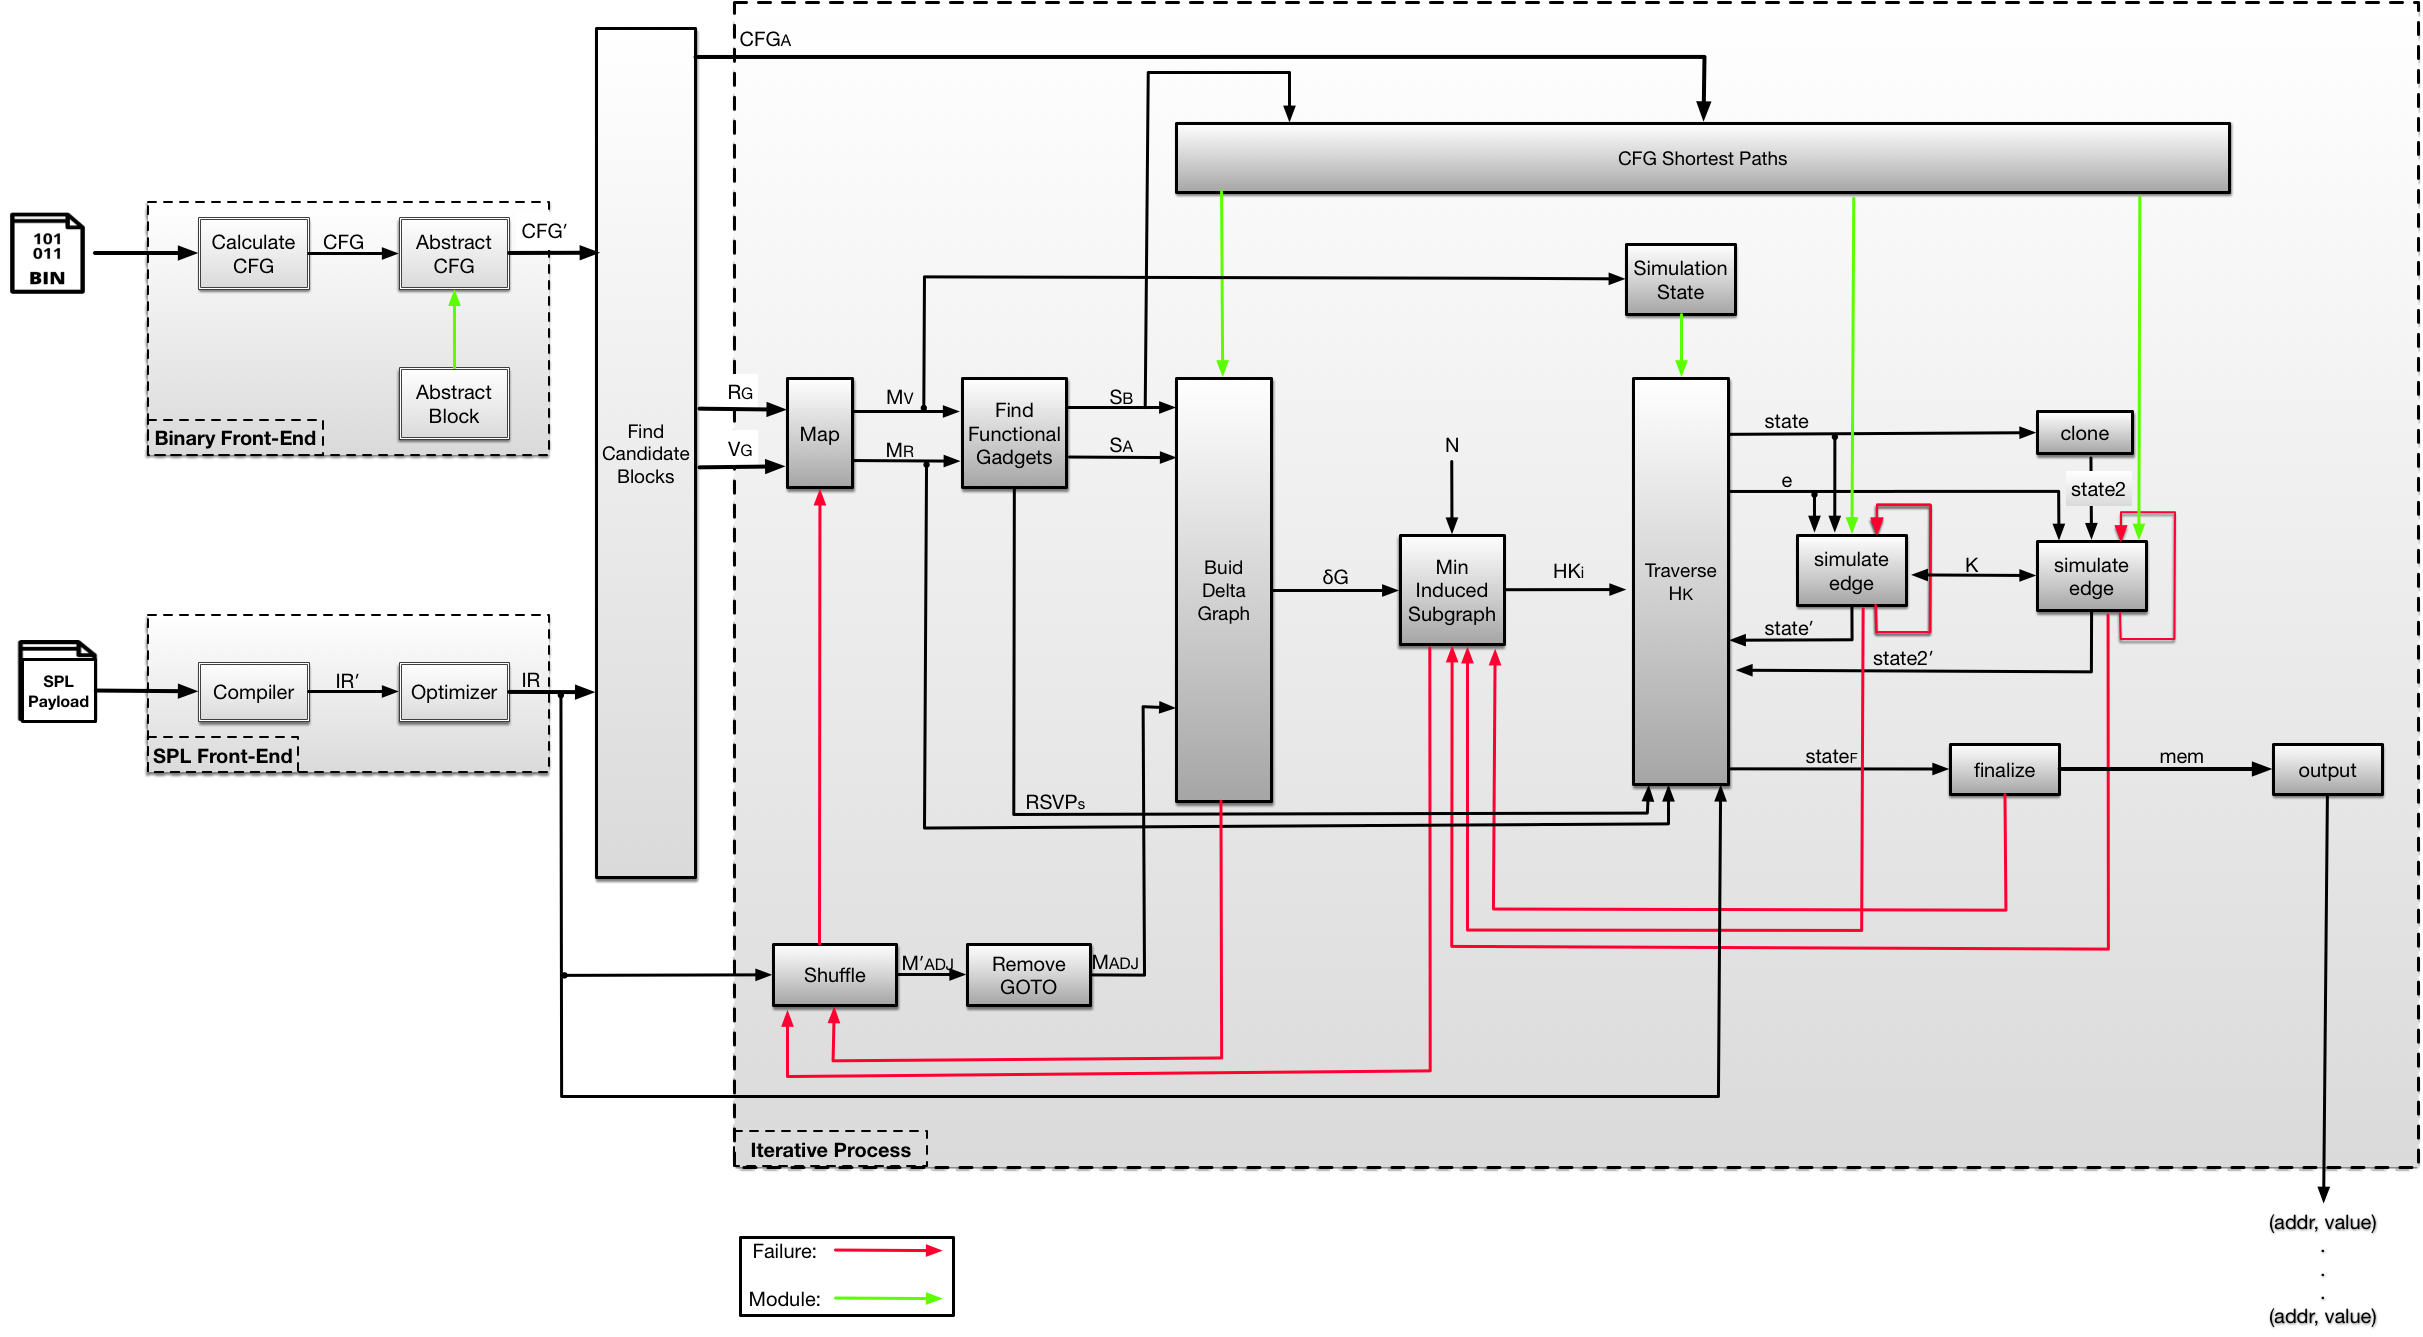 CFGA
CFG Shortest Paths
101
011
BIN
Calculate
CFG
CFG
Abstract
CFG
CFG′
Abstract
Block
Binary Front-End
Simulation
State
Find
Candidate
Blocks
RG
VG
Map
MV
MR
Find
Functional
Gadgets
SB
SA
N
state
clone
e
state2
Buid
Delta
Graph
δG
Min
Induced
Subgraph
HKi
Traverse
HK
simulate
edge
K
simulate
edge
state′
state2′
SPL
Payload
Compiler
IR′
Optimizer
IR
SPL Front-End
RSVPs
stateF
finalize
mem
output
Shuffle
M′ADJ
Remove
GOTO
MADJ
Iterative Process
Failure:
Module:
(addr, value)
.
.
.
(addr, value)